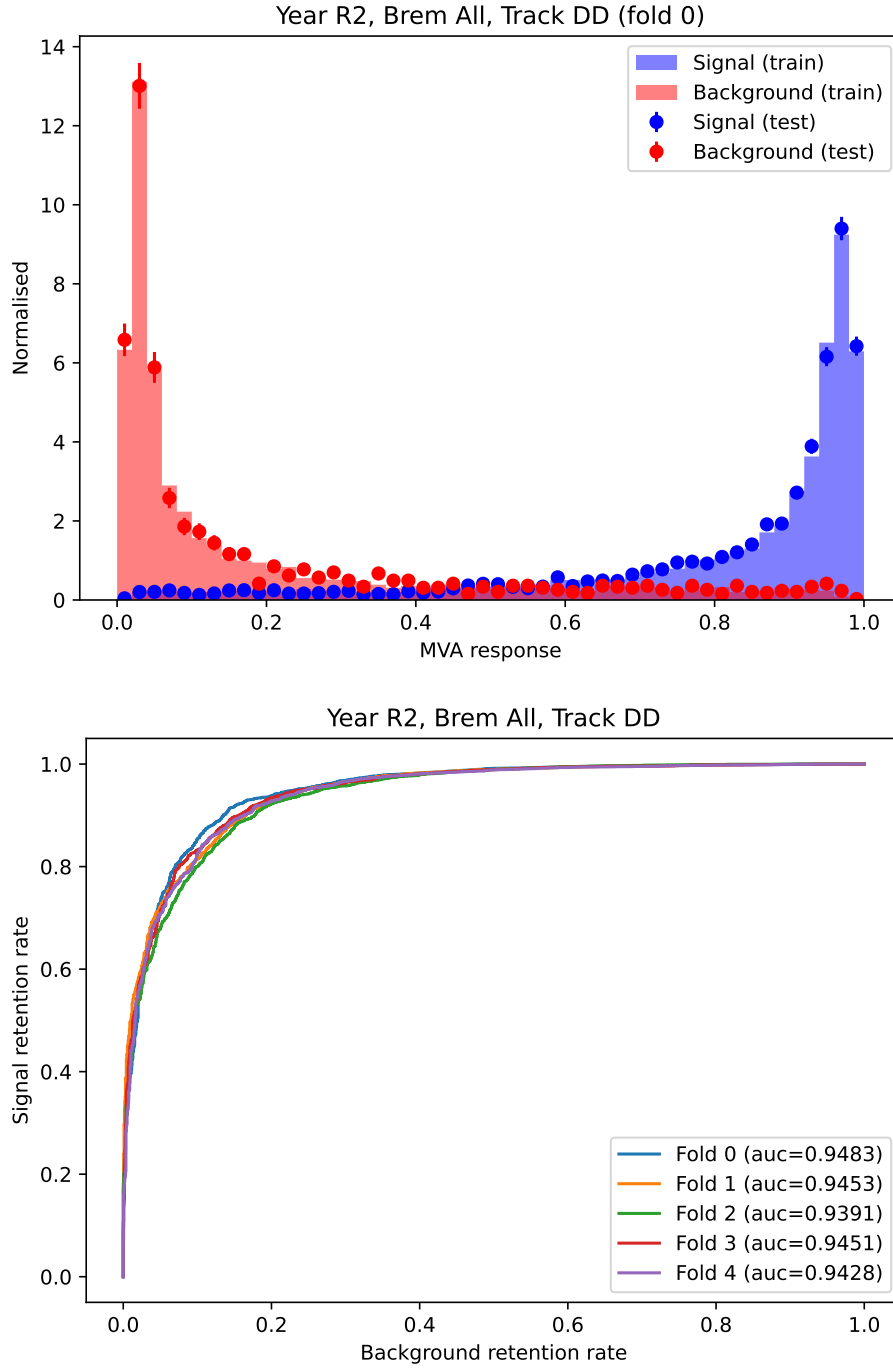 Year R2, Brem All, Track DD (fold 0)
14
12
10
8
6
4
2
0
Normalised
Signal (train)
Background (train)
Signal (test)
Background (test)
0.0 0.2 0.4 0.6 0.8 1.0
MVA response
Year R2, Brem All, Track DD
1.0
0.8
0.6
0.4
0.2
0.0
Signal retention rate
Fold 0 (auc=0.9483)
Fold 1 (auc=0.9453)
Fold 2 (auc=0.9391)
Fold 3 (auc=0.9451)
Fold 4 (auc=0.9428)
0.0 0.2 0.4 0.6 0.8 1.0
Background retention rate